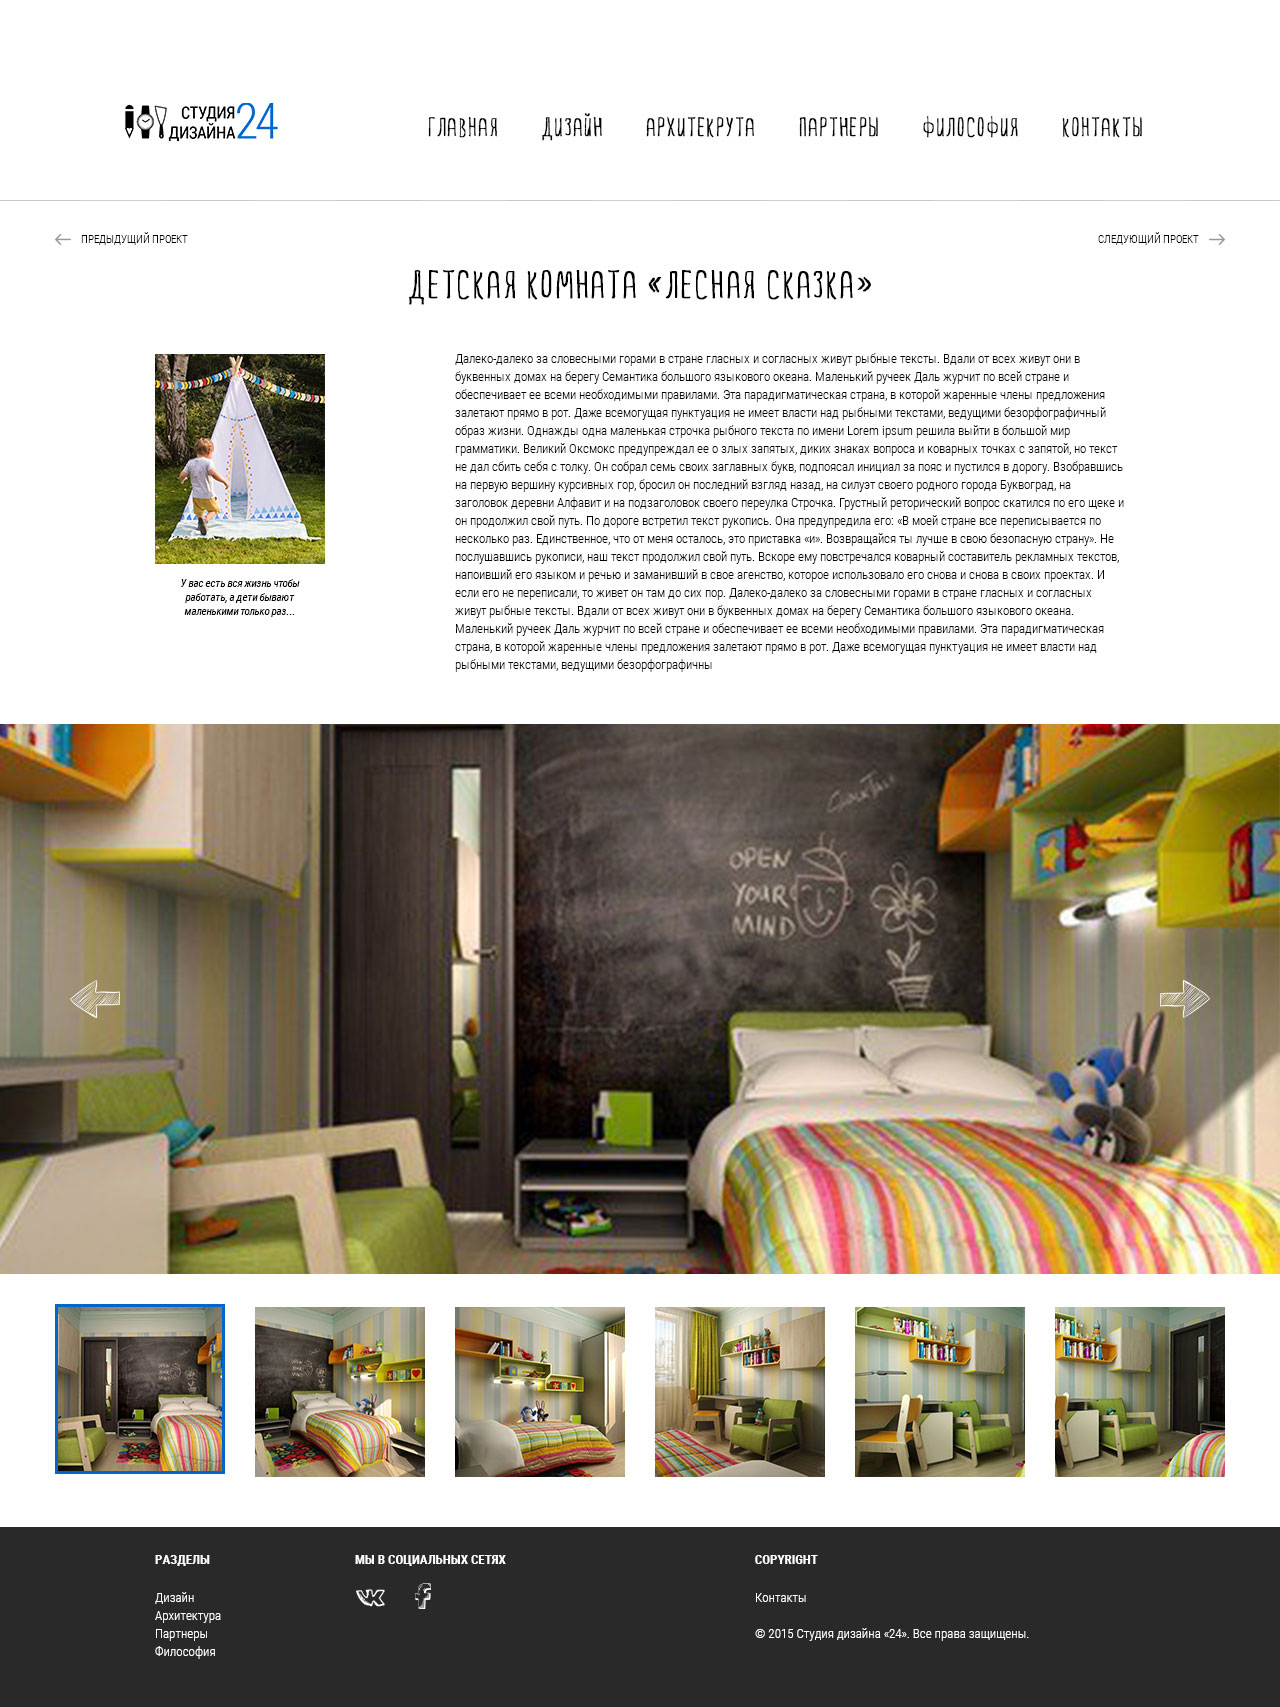 СТУДИЯ
ДИЗАЙНА 24
ГЛАВНАЯ ДИЗАЙН АРХИТЕКРУТА ПАРТНЕРЫ ФИЛОСОФИЯ КОНТАКТЫ
ПРЕДЫДУЩИЙ ПРОЕКТ СЛЕДУЮЩИЙ ПРОЕКТ
ДЕТСКАЯ КОМНАТА «ЛЕСНАЯ СКАЗКА»
Далеко-далеко за словесными горами в стране гласных и согласных живут рыбные тексты. Вдали от всех живут они в
буквенных домах на берегу Семантика большого языкового океана. Маленький ручеек Даль журчит по всей стране и
обеспечивает ее всеми необходимыми правилами. Эта парадигматическая страна, в которой жаренные члены предложения
залетают прямо в рот. Даже всемогущая пунктуация не имеет власти над рыбными текстами, ведущими безорфографичный
образ жизни. Однажды одна маленькая строчка рыбного текста по имени Lorem ipsum решила выйти в большой мир
грамматики. Великий Оксмокс предупреждал ее о злых запятых, диких знаках вопроса и коварных точках с запятой, но текст
не дал сбить себя с толку. Он собрал семь своих заглавных букв, подпоясал инициал за пояс и пустился в дорогу. Взобравшись
на первую вершину курсивных гор, бросил он последний взгляд назад, на силуэт своего родного города Буквоград, на
заголовок деревни Алфавит и на подзаголовок своего переулка Строчка. Грустный реторический вопрос скатился по его щеке и
он продолжил свой путь. По дороге встретил текст рукопись. Она предупредила его: «В моей стране все переписывается по
несколько раз. Единственное, что от меня осталось, это приставка «и». Возвращайся ты лучше в свою безопасную страну». Не
послушавшись рукописи, наш текст продолжил свой путь. Вскоре ему повстречался коварный составитель рекламных текстов,
напоивший его языком и речью и заманивший в свое агенство, которое использовало его снова и снова в своих проектах. И
если его не переписали, то живет он там до сих пор. Далеко-далеко за словесными горами в стране гласных и согласных
живут рыбные тексты. Вдали от всех живут они в буквенных домах на берегу Семантика большого языкового океана.
Маленький ручеек Даль журчит по всей стране и обеспечивает ее всеми необходимыми правилами. Эта парадигматическая
страна, в которой жаренные члены предложения залетают прямо в рот. Даже всемогущая пунктуация не имеет власти над
рыбными текстами, ведущими безорфографичны
У вас есть вся жизнь чтобы
работать, а дети бывают
маленькими только раз...
OPEN
YOUR
MIND
РАЗДЕЛЫ
Дизайн
Архитектура
Партнеры
Философия
МЫ В СОЦИАЛЬНЫХ СЕТЯХ
COPYRIGHT
Контакты
© 2015 Студия дизайна «24». Все права защищены.